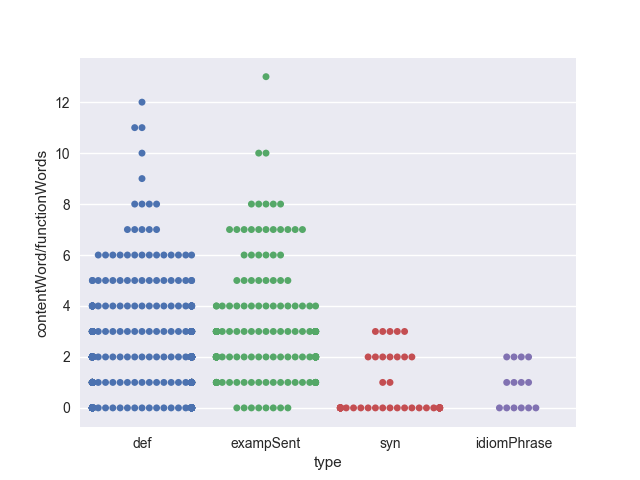 12
10
8
6
4
2
0
contentWord/functionWords
def exampSent syn idiomPhrase
type